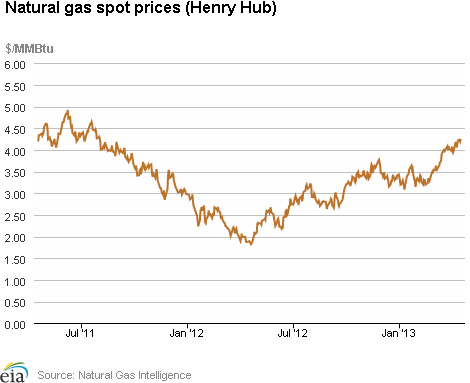 Natural gas spot prices (Henry Hub)
$/MMBtu
6.00
5.00
4.50
4.00
3.50
3.00
2.50
2.00
1.50
1.00
0.50
0.00
Jul '11
Jan '12
Jul '12
Jan '13
eia
Source: Natural Gas Intelligence